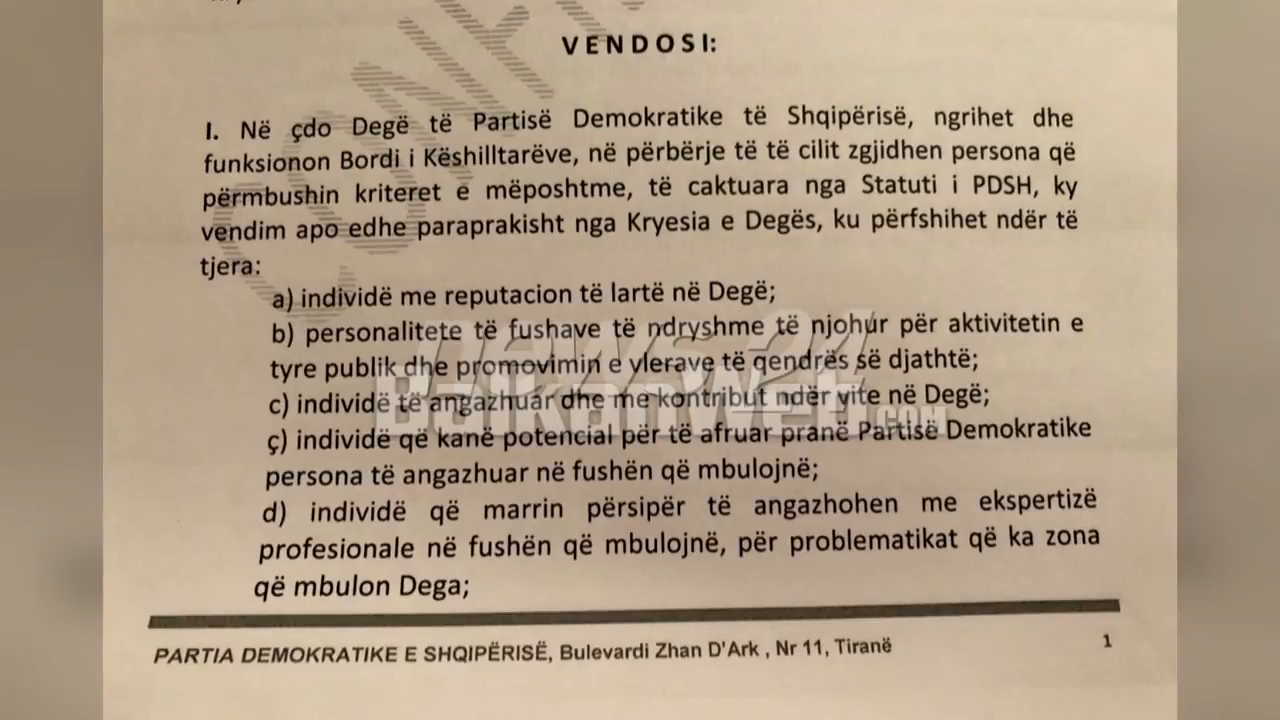 VENDOSI:
I. Në çdo Degë të Partisë Demokratike të Shqipërisë, ngrihet dhe
funksionon Bordi i Këshilltarëve, në përbërje të të cilit zgjidhen persona që
përmbushin kriteret e mëposhtme, të caktuara nga Statuti i PDSH, ky
vendim apo edhe paraprakisht nga Kryesia e Degës, ku përfshihet ndër të
tjera:
a) individë me reputacion të lartë në Degë;
b) personalitete të fushave të ndryshme të njohur për aktivitetin e
tyre publik dhe promovimin e vlerave të qendrës së djathtë;
c) individë të angazhuar dhe me kontribut ndër vite në Degë;
ç) individë që kanë potencial për të afruar pranë Partisë Demokratike
persona të angazhuar në fushën që mbulojnë;
d) individë që marrin përsipër të angazhohen me ekspertizë
profesionale në fushën që mbulojnë, për problematikat që ka zona
që mbulon Dega;
news 24
BalkanWeb.com
PARTIA DEMOKRATIKE E SHQIPËRISË, Bulevardi Zhan D'Ark , Nr 11, Tiranë
1